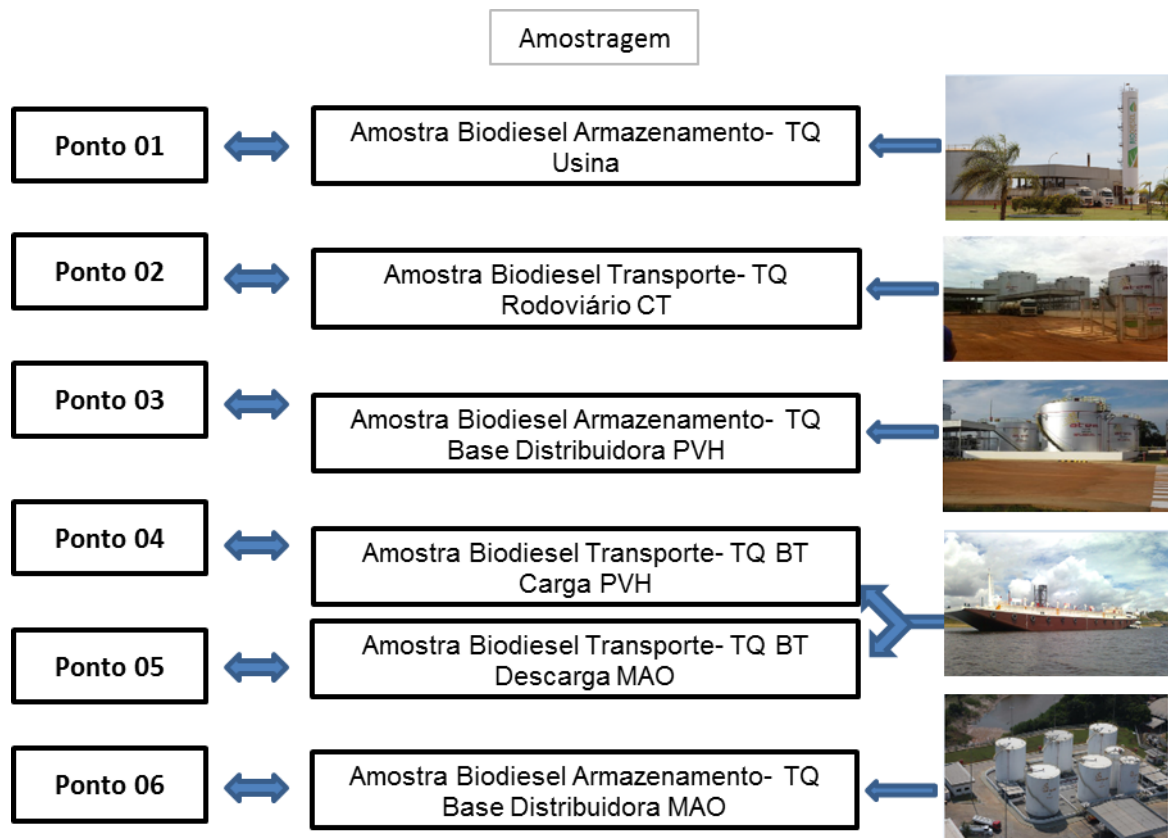 Amostragem
Ponto 01
Amostra Biodiesel Armazenamento- TQ
Usina
Ponto 02
Amostra Biodiesel Transporte- TQ
Rodoviário CT
Ponto 03
Amostra Biodiesel Armazenamento- TQ
Base Distribuidora PVH
Ponto 04
Amostra Biodiesel Transporte- TQ BT
Carga PVH
Ponto 05
Amostra Biodiesel Transporte- TQ BT
Descarga MAO
Ponto 06
Amostra Biodiesel Armazenamento- TQ
Base Distribuidora MAO